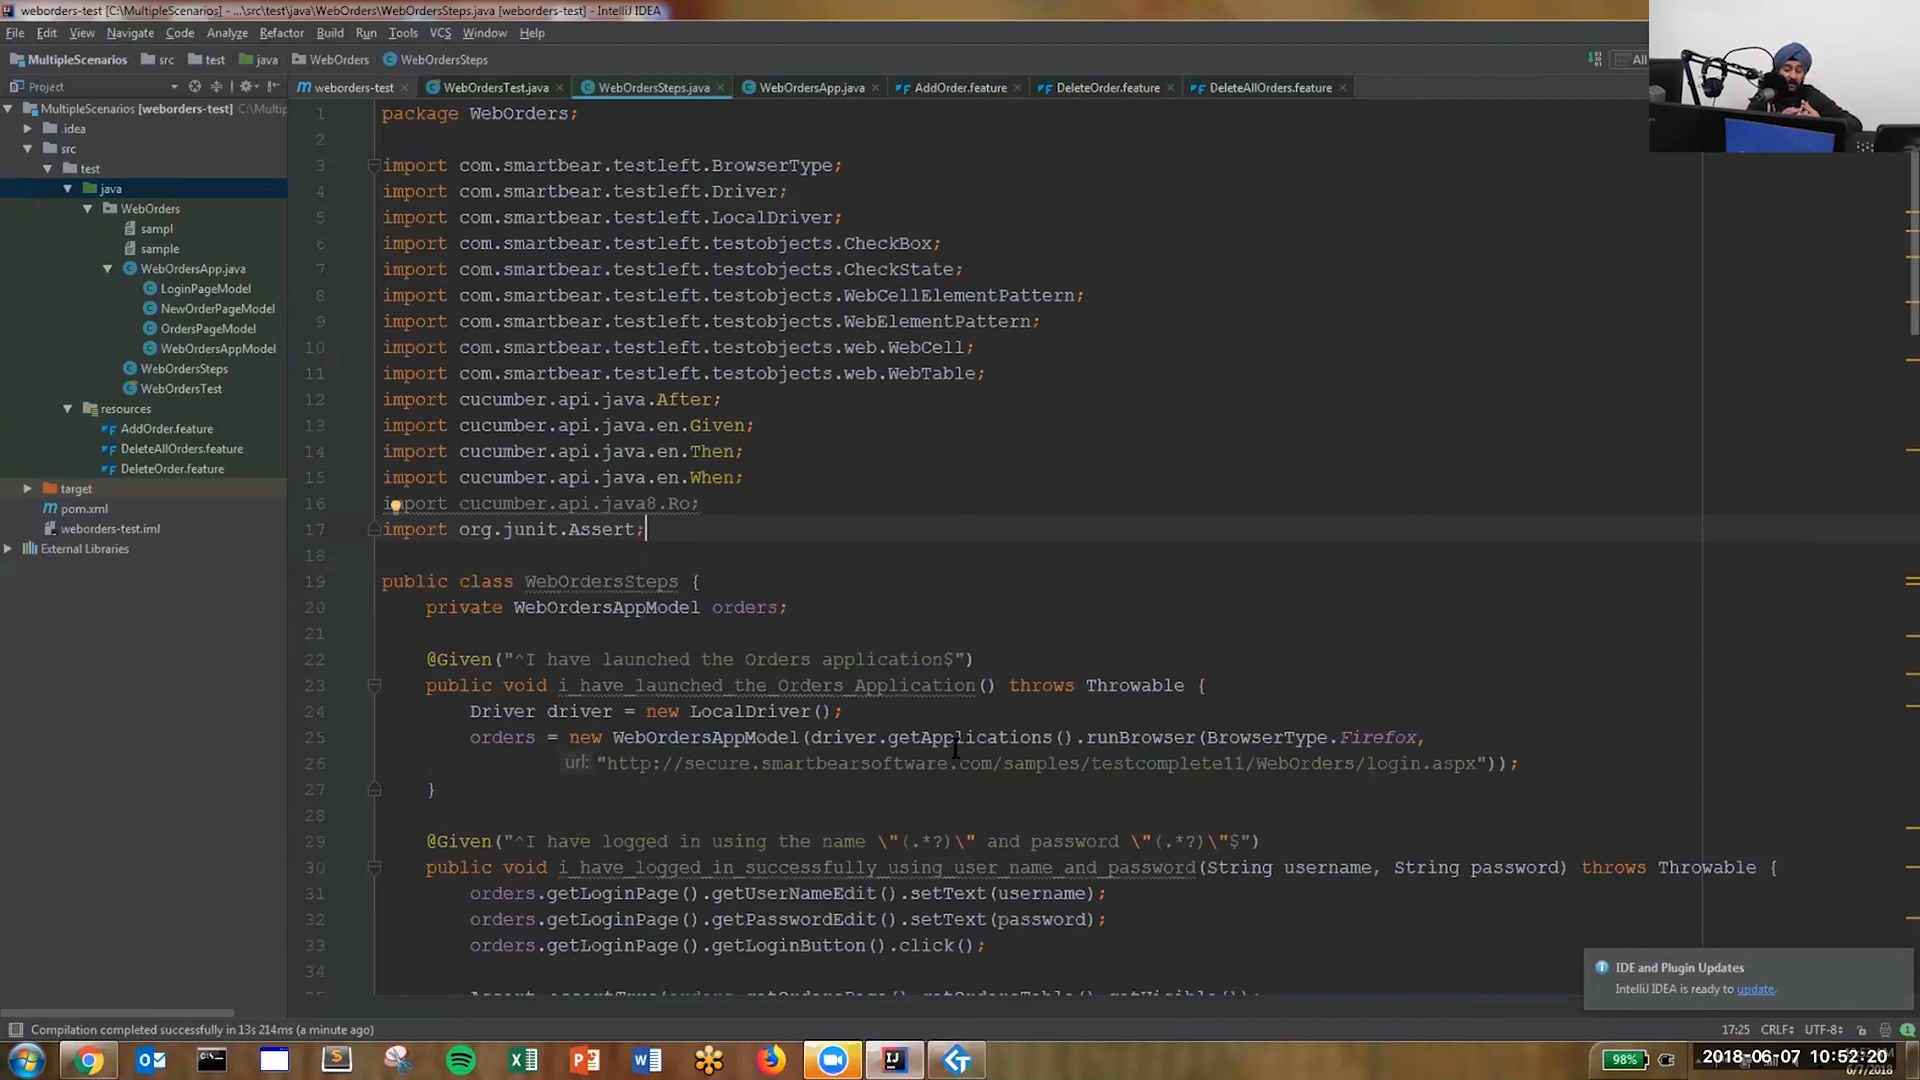 weborders-test [C:\MultipleScenarios] - ...\src\test\java\WebOrders\WebOrdersSteps.java [weborders-test] - IntelliJ IDEA
File Edit View Navigate Code Analyze Refactor Build Run Tools VCS Window Help
MultipleScenarios src test java WebOrders WebOrdersSteps All
Project
weborders-test WebOrdersTest.java WebOrdersSteps.java WebOrdersApp.java AddOrder.feature DeleteOrder.feature DeleteAllOrders.feature
MultipleScenarios [weborders-test] C:\Multip
.idea
src
test
java
WebOrders
sampl
sample
WebOrdersApp.java
LoginPageModel
NewOrderPageModel
OrdersPageModel
WebOrdersAppModel
WebOrdersSteps
WebOrdersTest
resources
AddOrder.feature
DeleteAllOrders.feature
DeleteOrder.feature
target
pom.xml
weborders-test.iml
External Libraries
1 package WebOrders;
2
3 import com.smartbear.testleft.BrowserType;
4 import com.smartbear.testleft.Driver;
5 import com.smartbear.testleft.LocalDriver;
6 import com.smartbear.testleft.testobjects.CheckBox;
7 import com.smartbear.testleft.testobjects.CheckState;
8 import com.smartbear.testleft.testobjects.WebCellElementPattern;
9 import com.smartbear.testleft.testobjects.WebElementPattern;
10 import com.smartbear.testleft.testobjects.web.WebCell;
11 import com.smartbear.testleft.testobjects.web.WebTable;
12 import cucumber.api.java.After;
13 import cucumber.api.java.en.Given;
14 import cucumber.api.java.en.Then;
15 import cucumber.api.java.en.When;
16 import cucumber.api.java8.Ro;
17 import org.junit.Assert;
18
19 public class WebOrdersSteps {
20 private WebOrdersAppModel orders;
21
22 @Given("^I have launched the Orders application$")
23 public void i_have_launched_the_Orders_Application() throws Throwable {
24 Driver driver = new LocalDriver();
25 orders = new WebOrdersAppModel(driver.getApplications().runBrowser(BrowserType.Firefox,
26 url: "http://secure.smartbearsoftware.com/samples/testcomplete11/WebOrders/login.aspx"));
27 }
28
29 @Given("^I have logged in using the name \"(.*?)\" and password \"(.*?)\"$")
30 public void i_have_logged_in_successfully_using_user_name_and_password(String username, String password) throws Throwable {
31 orders.getLoginPage().getUserNameEdit().setText(username);
32 orders.getLoginPage().getPasswordEdit().setText(password);
33 orders.getLoginPage().getLoginButton().click();
34
IDE and Plugin Updates
IntelliJ IDEA is ready to update.
Compilation completed successfully in 13s 214ms (a minute ago) 17:25 CRLF UTF-8
98% 2018-06-07 10:52:20
6/7/2018